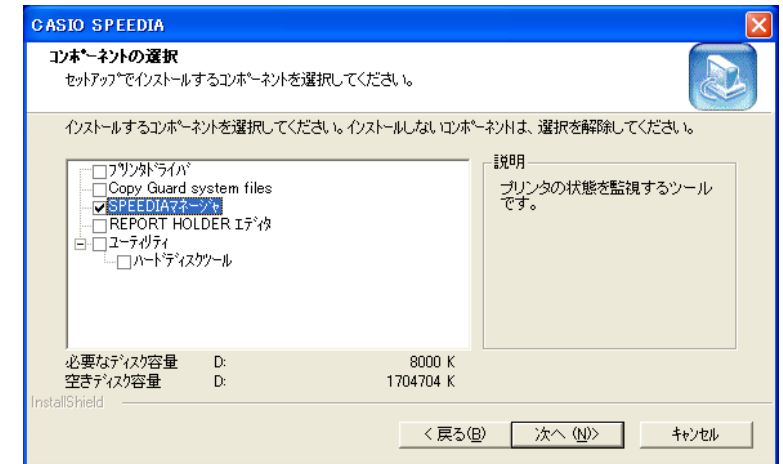 CASIO SPEEDIA
ｺﾝﾎﾟｰﾈﾝﾄの選択
ｾｯﾄｱｯﾌﾟでｲﾝｽﾄｰﾙするｺﾝﾎﾟｰﾈﾝﾄを選択してください。
ｲﾝｽﾄｰﾙするｺﾝﾎﾟｰﾈﾝﾄを選択してください。ｲﾝｽﾄｰﾙしないｺﾝﾎﾟｰﾈﾝﾄは、選択を解除してください。
ﾌﾟﾘﾝﾀﾄﾞﾗｲﾊﾞ
Copy Guard system files
SPEEDIAﾏﾈｰｼﾞｬ
REPORT HOLDER ｴﾃﾞｨﾀ
ﾕｰﾃｨﾘﾃｨ
ﾊｰﾄﾞﾃﾞｨｽｸﾂｰﾙ
説明
プリンタの状態を監視するツール
です。
必要なﾃﾞｨｽｸ容量 D: 8000 K
空きﾃﾞｨｽｸ容量 D: 1704704 K
InstallShield
< 戻る(B) 次へ (N)> ｷｬﾝｾﾙ